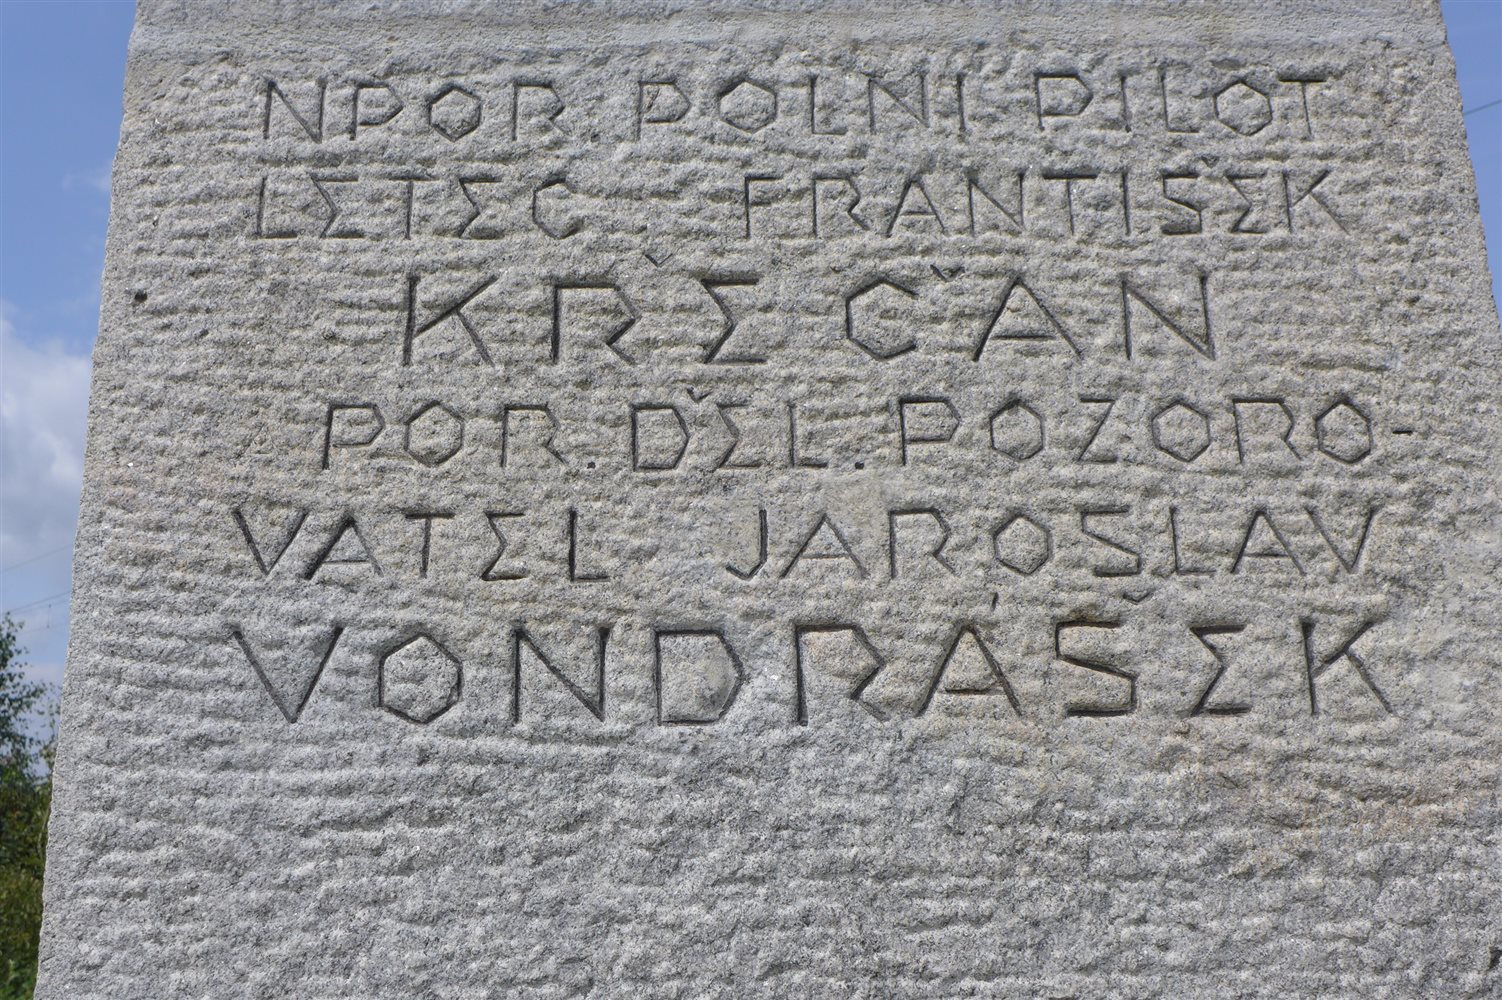 NPOR POLNI PILOT
LETEC FRANTIŠEK
KŘEČAN
POR. DĚL. POZORO-
VATEL JAROSLAV
VONDRÁŠEK